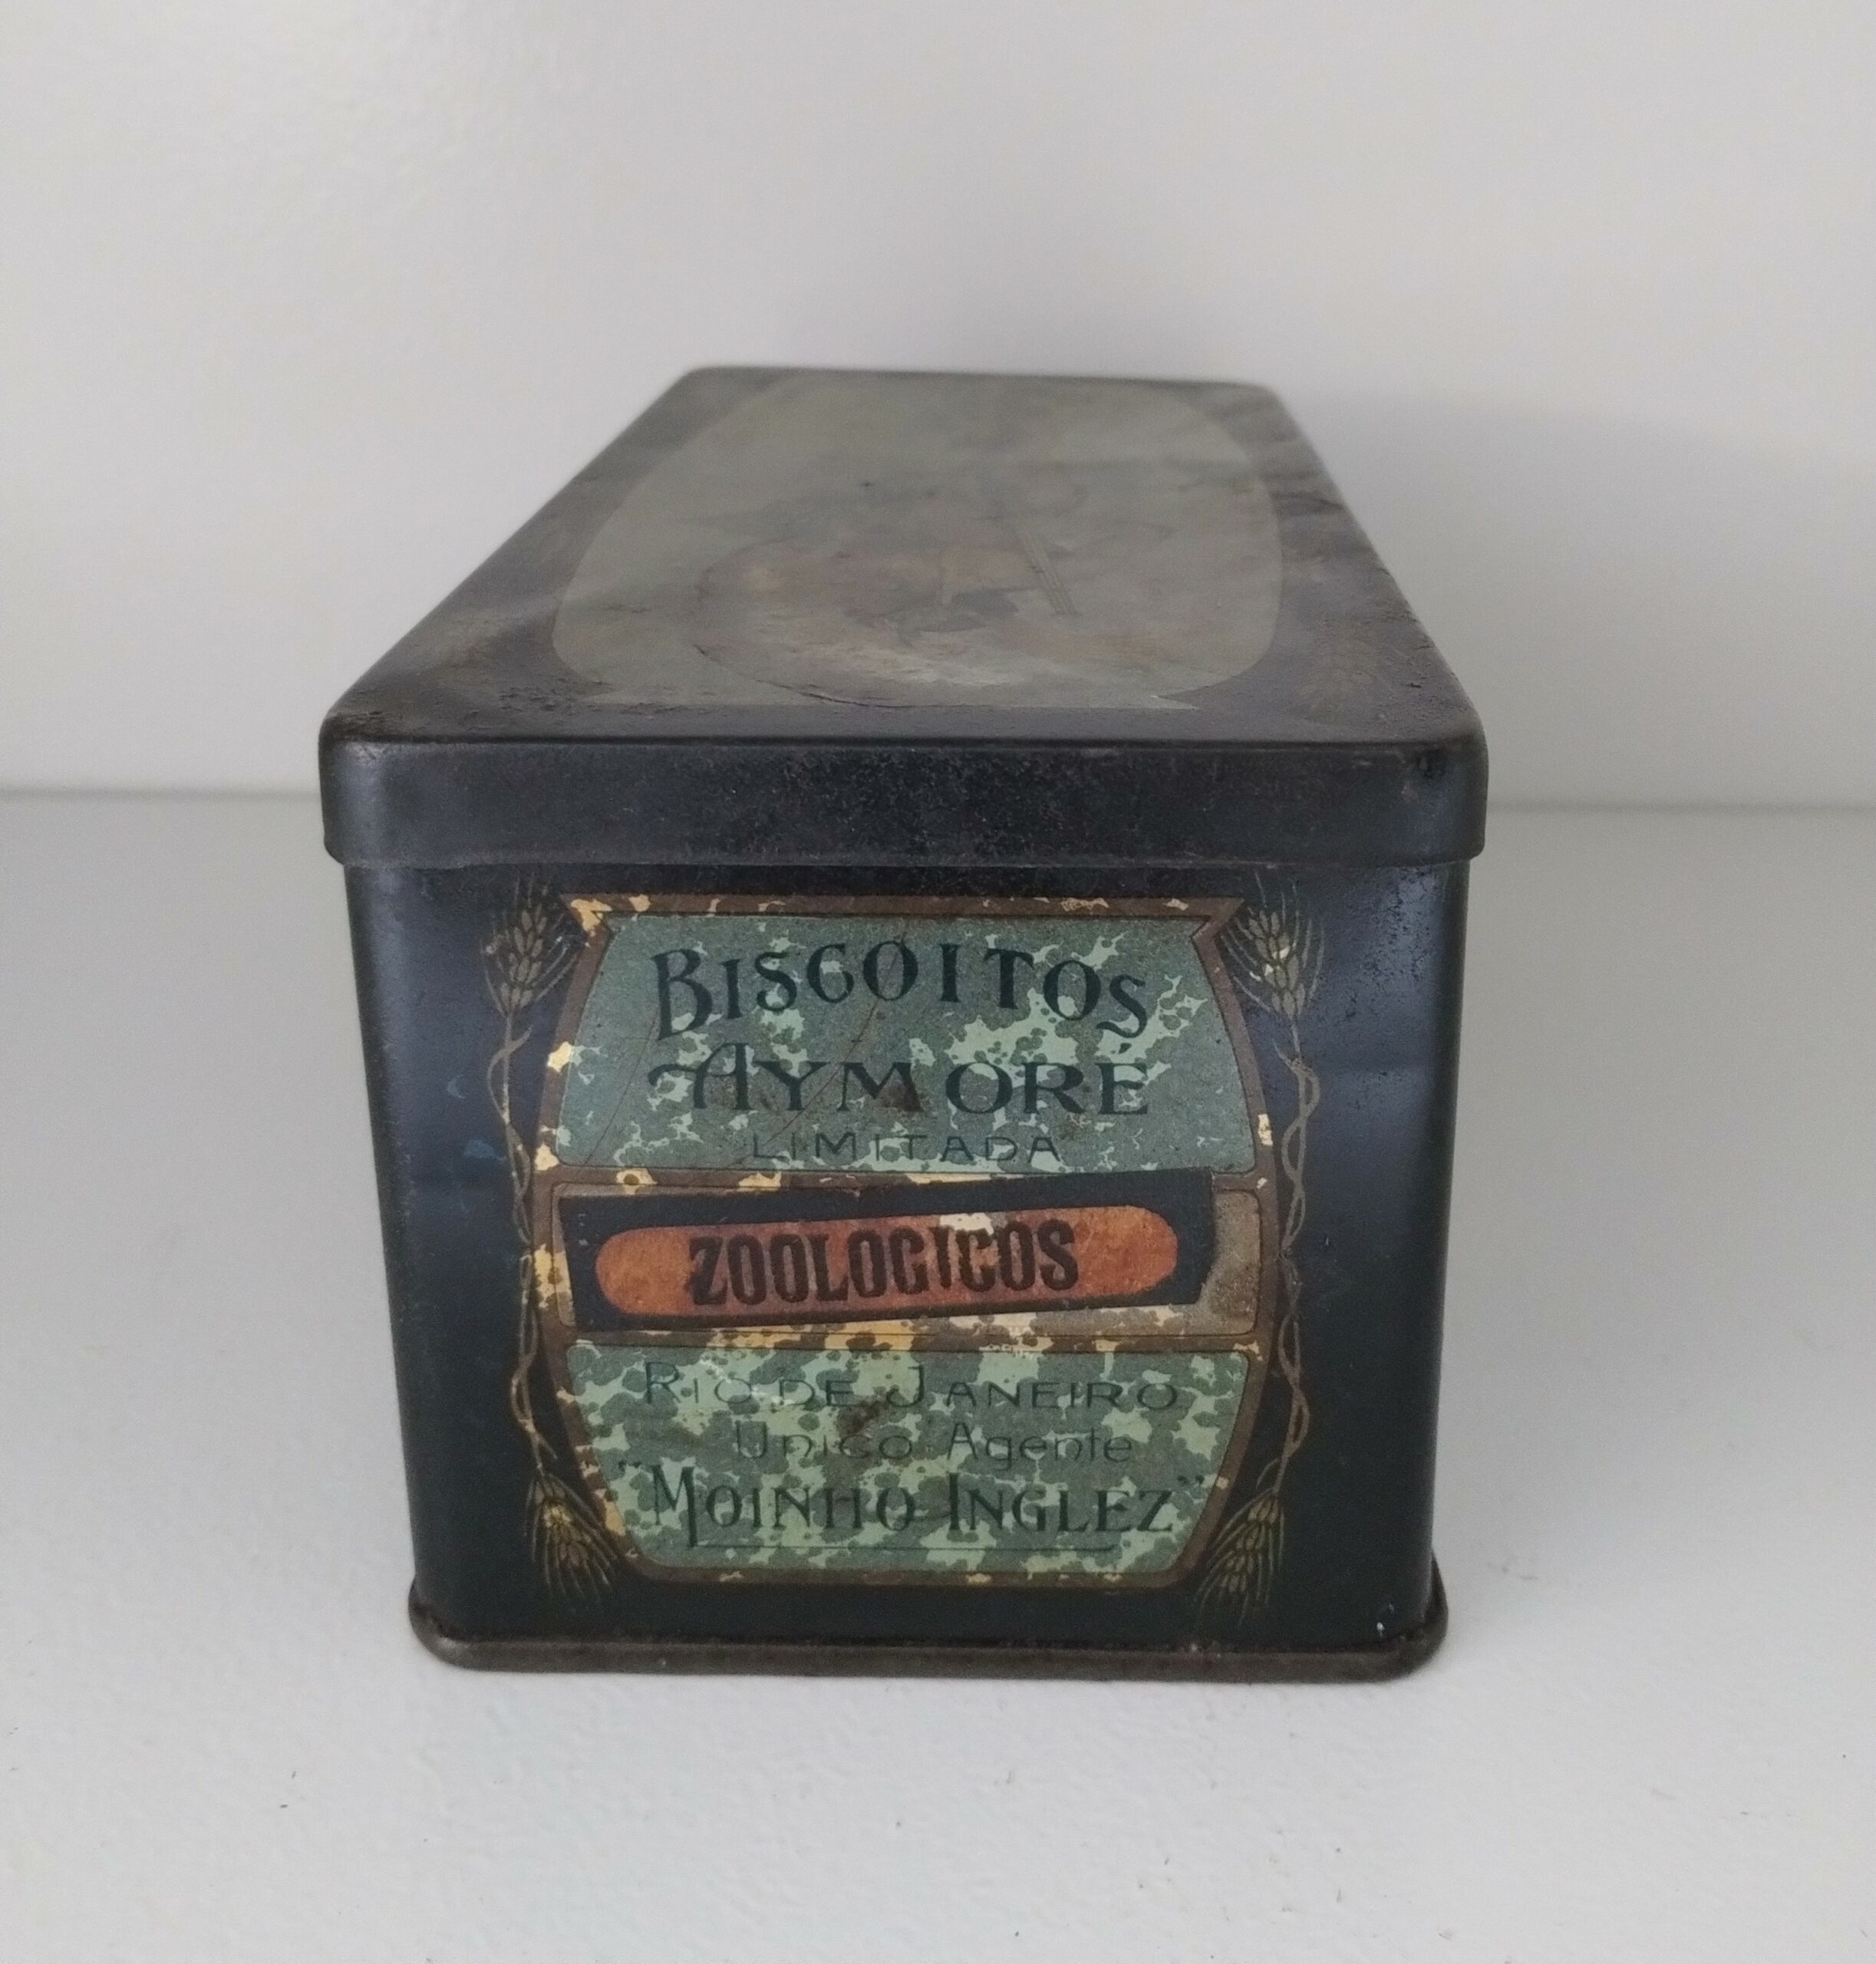 BISCOITOS
AYMORÉ
LIMITADA
ZOOLOGICOS
RIO DE JANEIRO
Unico Agente
"MOINHO INGLEZ"